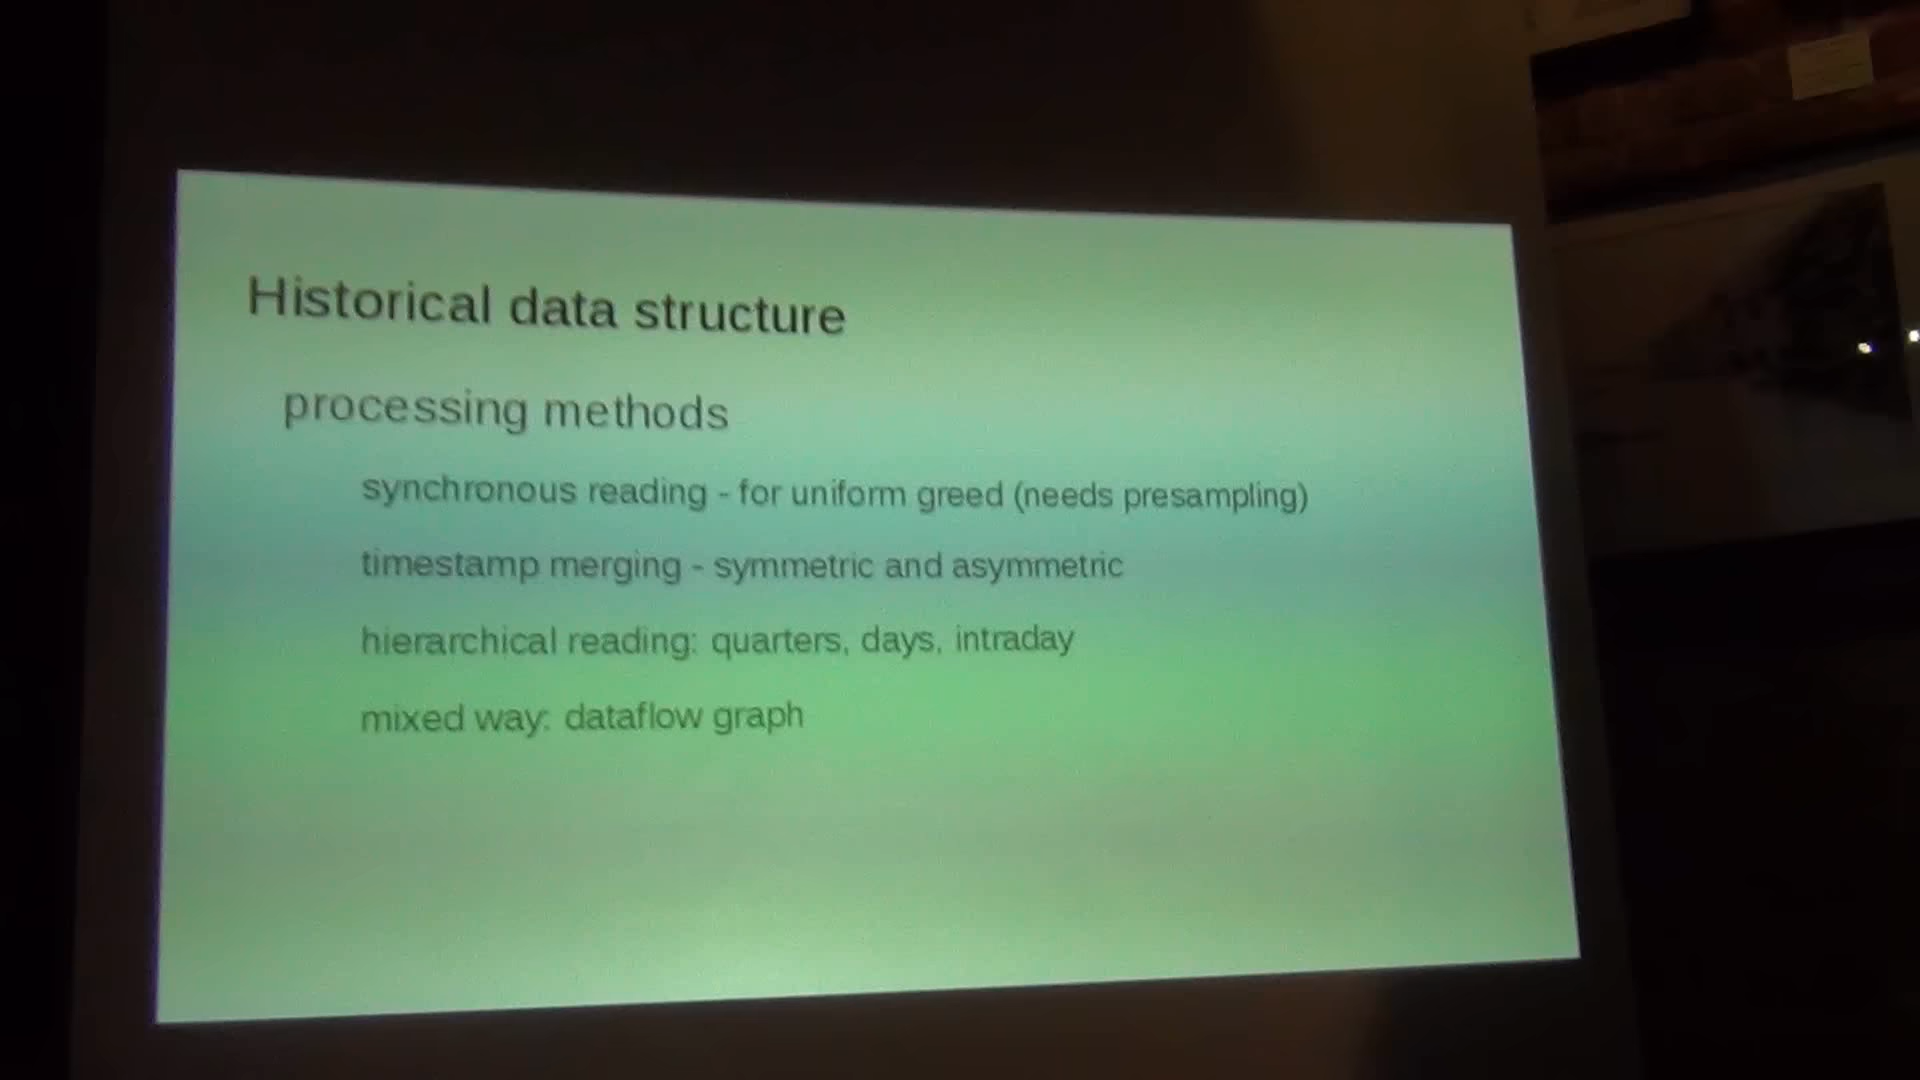 Historical data structure
processing methods
synchronous reading - for uniform greed (needs presampling)
timestamp merging - symmetric and asymmetric
hierarchical reading: quarters, days, intraday
mixed way: dataflow graph